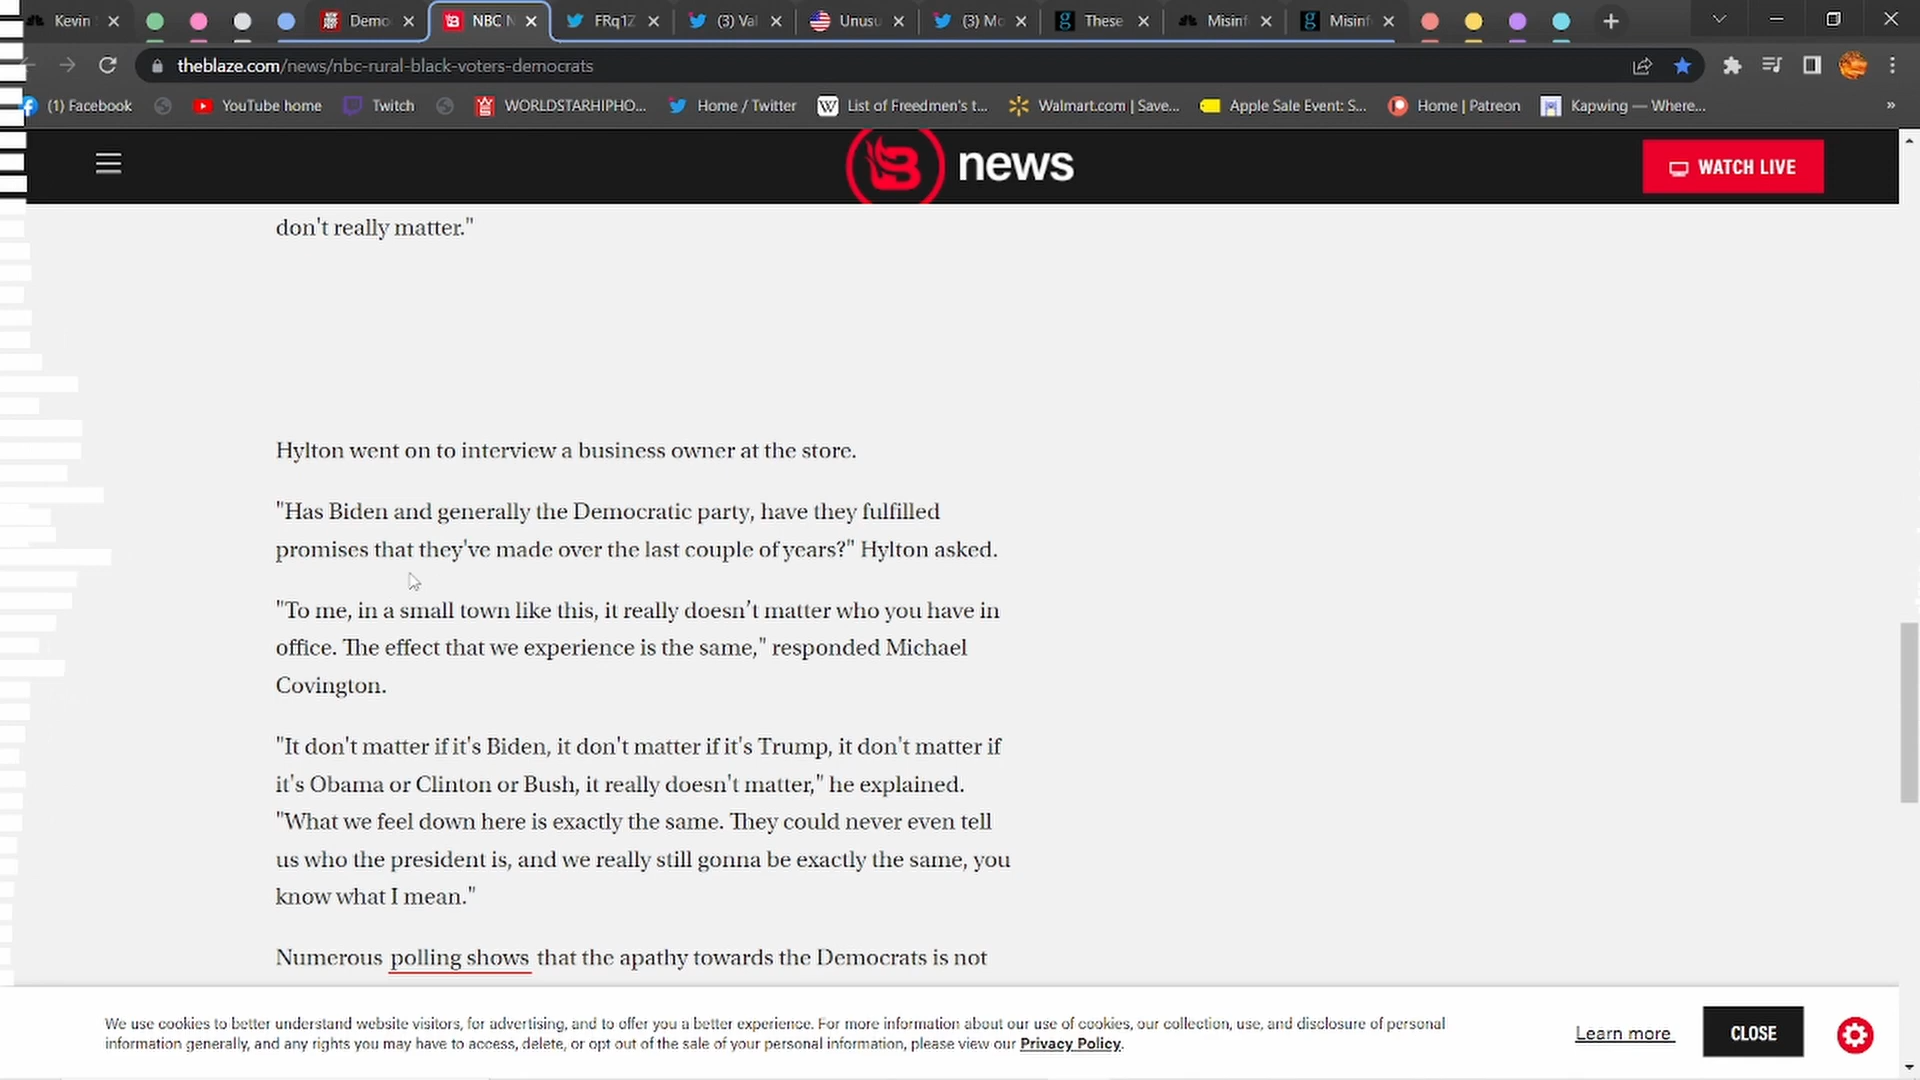 Kevin
Demo
NBC N
FRq1Z
(3) Val
Unusu
(3) Mo
These
Misinf
Misinf
theblaze.com/news/nbc-rural-black-voters-democrats
(1) Facebook
YouTube home
Twitch
WORLDSTARHIPHO...
Home / Twitter
List of Freedmen's t...
Walmart.com | Save...
Apple Sale Event: S...
Home | Patreon
Kapwing — Where...
»
B news
WATCH LIVE
don't really matter."
Hylton went on to interview a business owner at the store.
"Has Biden and generally the Democratic party, have they fulfilled
promises that they've made over the last couple of years?" Hylton asked.
"To me, in a small town like this, it really doesn’t matter who you have in
office. The effect that we experience is the same," responded Michael
Covington.
"It don't matter if it's Biden, it don't matter if it's Trump, it don't matter if
it's Obama or Clinton or Bush, it really doesn't matter," he explained.
"What we feel down here is exactly the same. They could never even tell
us who the president is, and we really still gonna be exactly the same, you
know what I mean."
Numerous polling shows that the apathy towards the Democrats is not
We use cookies to better understand website visitors, for advertising, and to offer you a better experience. For more information about our use of cookies, our collection, use, and disclosure of personal
information generally, and any rights you may have to access, delete, or opt out of the sale of your personal information, please view our Privacy Policy.
Learn more
CLOSE